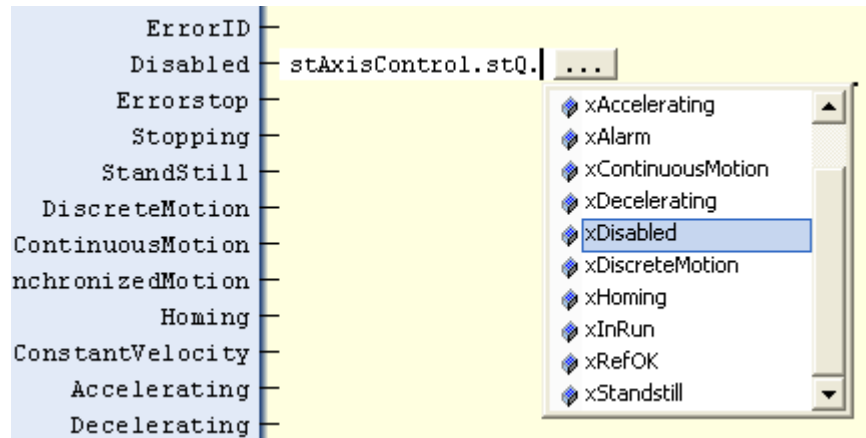 ErrorID
Disabled stAxisControl.stQ. ...
Errorstop
Stopping
StandStill
DiscreteMotion
ContinuousMotion
nchronizedMotion
Homing
ConstantVelocity
Accelerating
Decelerating
xAccelerating
xAlarm
xContinuousMotion
xDecelerating
xDisabled
xDiscreteMotion
xHoming
xInRun
xRefOK
xStandstill